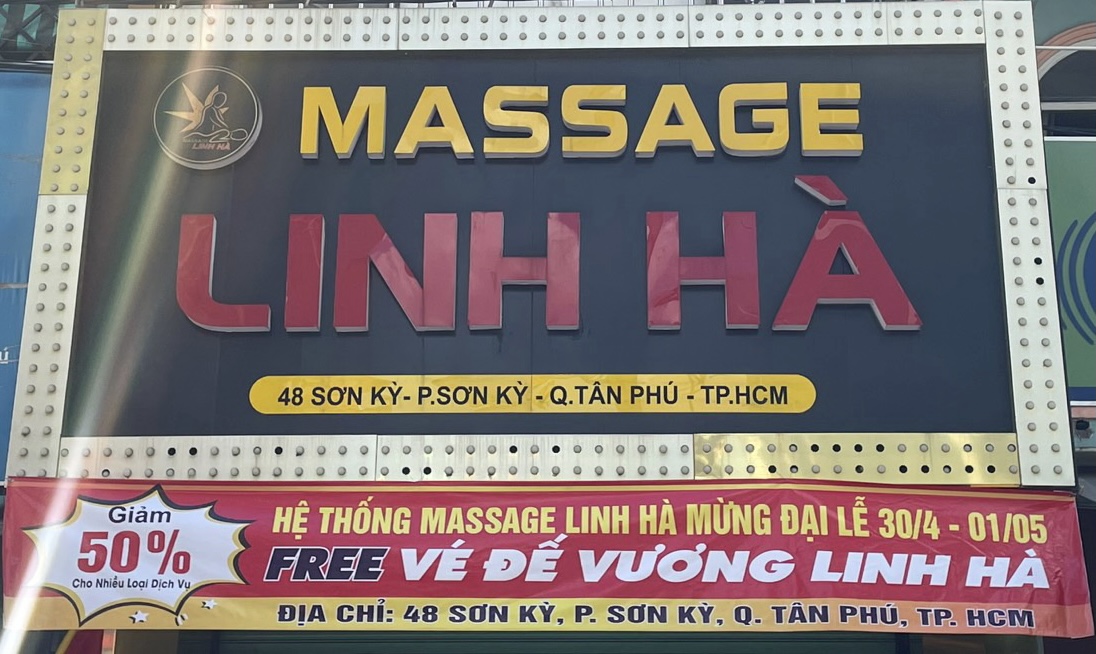 MASSAGE
LINH HÀ
LINH HÀ
48 SƠN KỲ- P.SƠN KỲ - Q.TÂN PHÚ - TP.HCM
Giảm
50%
Cho Nhiều Loại Dịch Vụ
HỆ THỐNG MASSAGE LINH HÀ MỪNG ĐẠI LỄ 30/4 - 01/05
FREE VÉ ĐẾ VƯƠNG LINH HÀ
ĐỊA CHỈ: 48 SƠN KỲ, P. SƠN KỲ, Q. TÂN PHÚ, TP. HCM